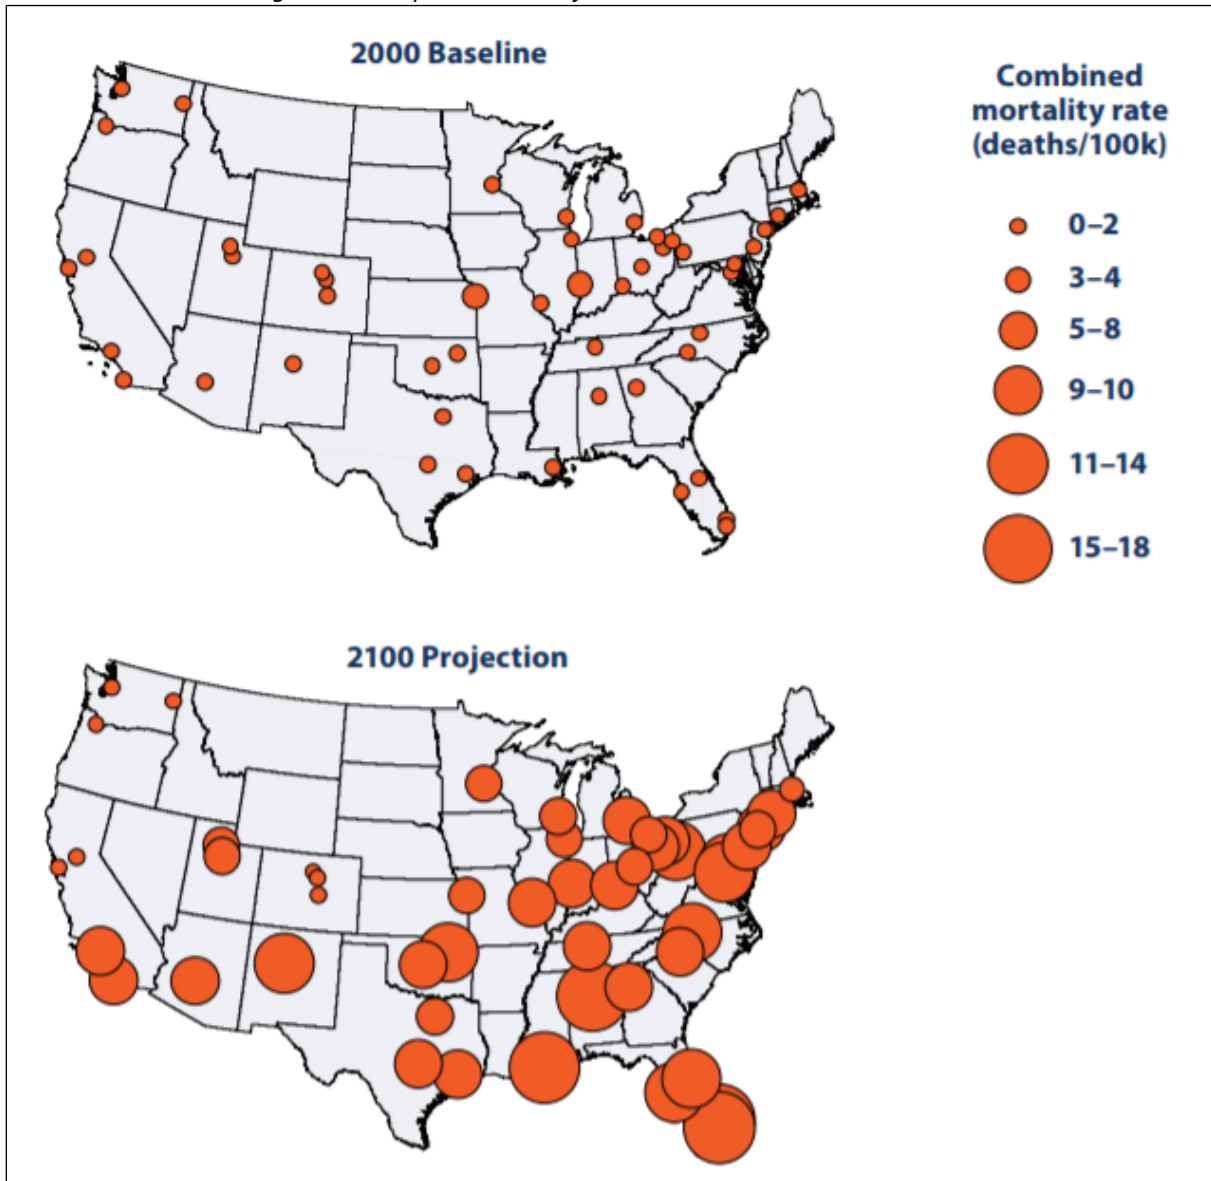 2000 Baseline
Combined
mortality rate
(deaths/100k)
0–2
3–4
5–8
9–10
11–14
15–18
2100 Projection